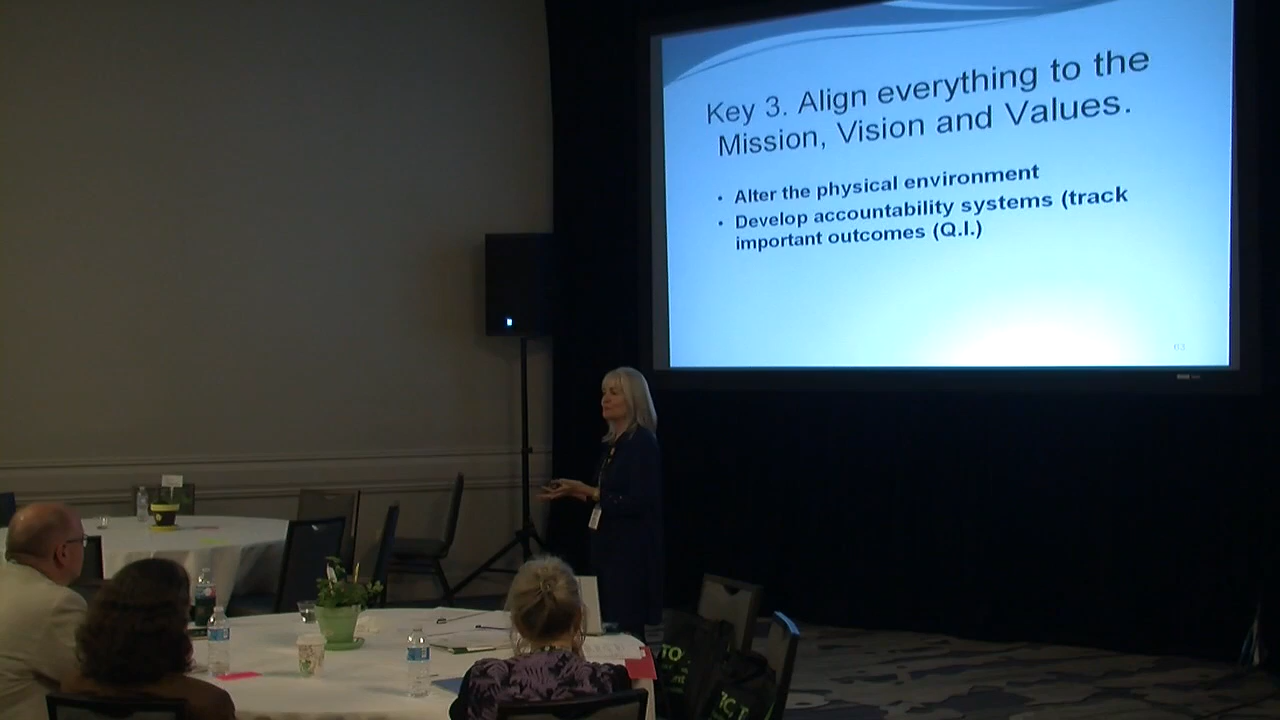 Key 3. Align everything to the
Mission, Vision and Values.
• Alter the physical environment
• Develop accountability systems (track
important outcomes (Q.I.)
63